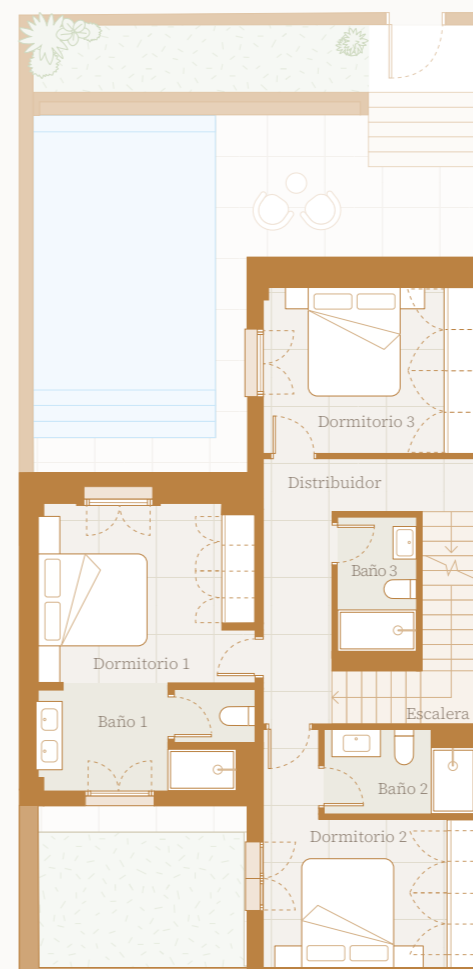 Dormitorio 3
Distribuidor
Baño 3
Dormitorio 1
Escalera
Baño 1
Baño 2
Dormitorio 2